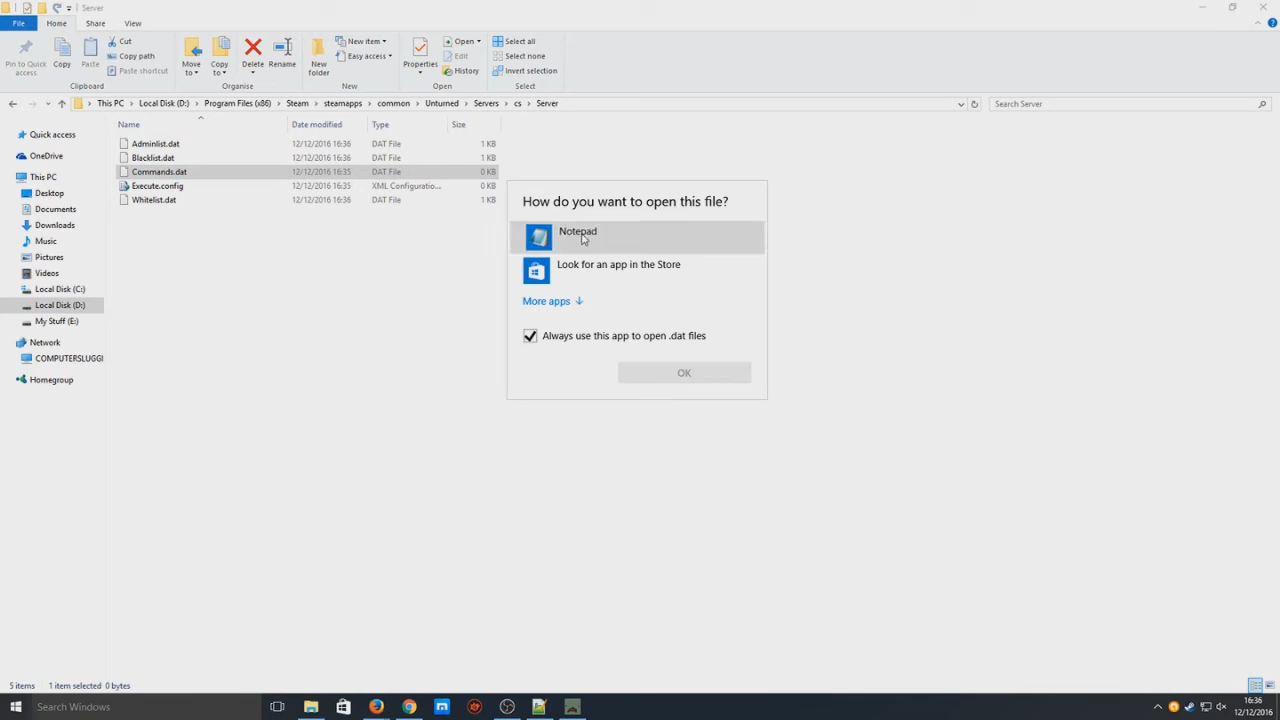 Server
File Home Share View
Pin to Quick access
Copy
Paste
Cut
Copy path
Paste shortcut
Clipboard
Move to
Copy to
Delete
Rename
Organise
New folder
New item
Easy access
New
Properties
Open
Edit
History
Open
Select all
Select none
Invert selection
Select
This PC Local Disk (D:) Program Files (x86) Steam steamapps common Unturned Servers cs Server
Search Server
Name Date modified Type Size
Adminlist.dat 12/12/2016 16:36 DAT File 1 KB
Blacklist.dat 12/12/2016 16:36 DAT File 1 KB
Commands.dat 12/12/2016 16:35 DAT File 0 KB
Execute.config 12/12/2016 16:35 XML Configuratio... 0 KB
Whitelist.dat 12/12/2016 16:36 DAT File 1 KB
Quick access
OneDrive
This PC
Desktop
Documents
Downloads
Music
Pictures
Videos
Local Disk (C:)
Local Disk (D:)
My Stuff (E:)
Network
COMPUTERSLUGGI
Homegroup
How do you want to open this file?
Notepad
Look for an app in the Store
More apps
Always use this app to open .dat files
OK
5 items 1 item selected 0 bytes
Search Windows
16:36
12/12/2016